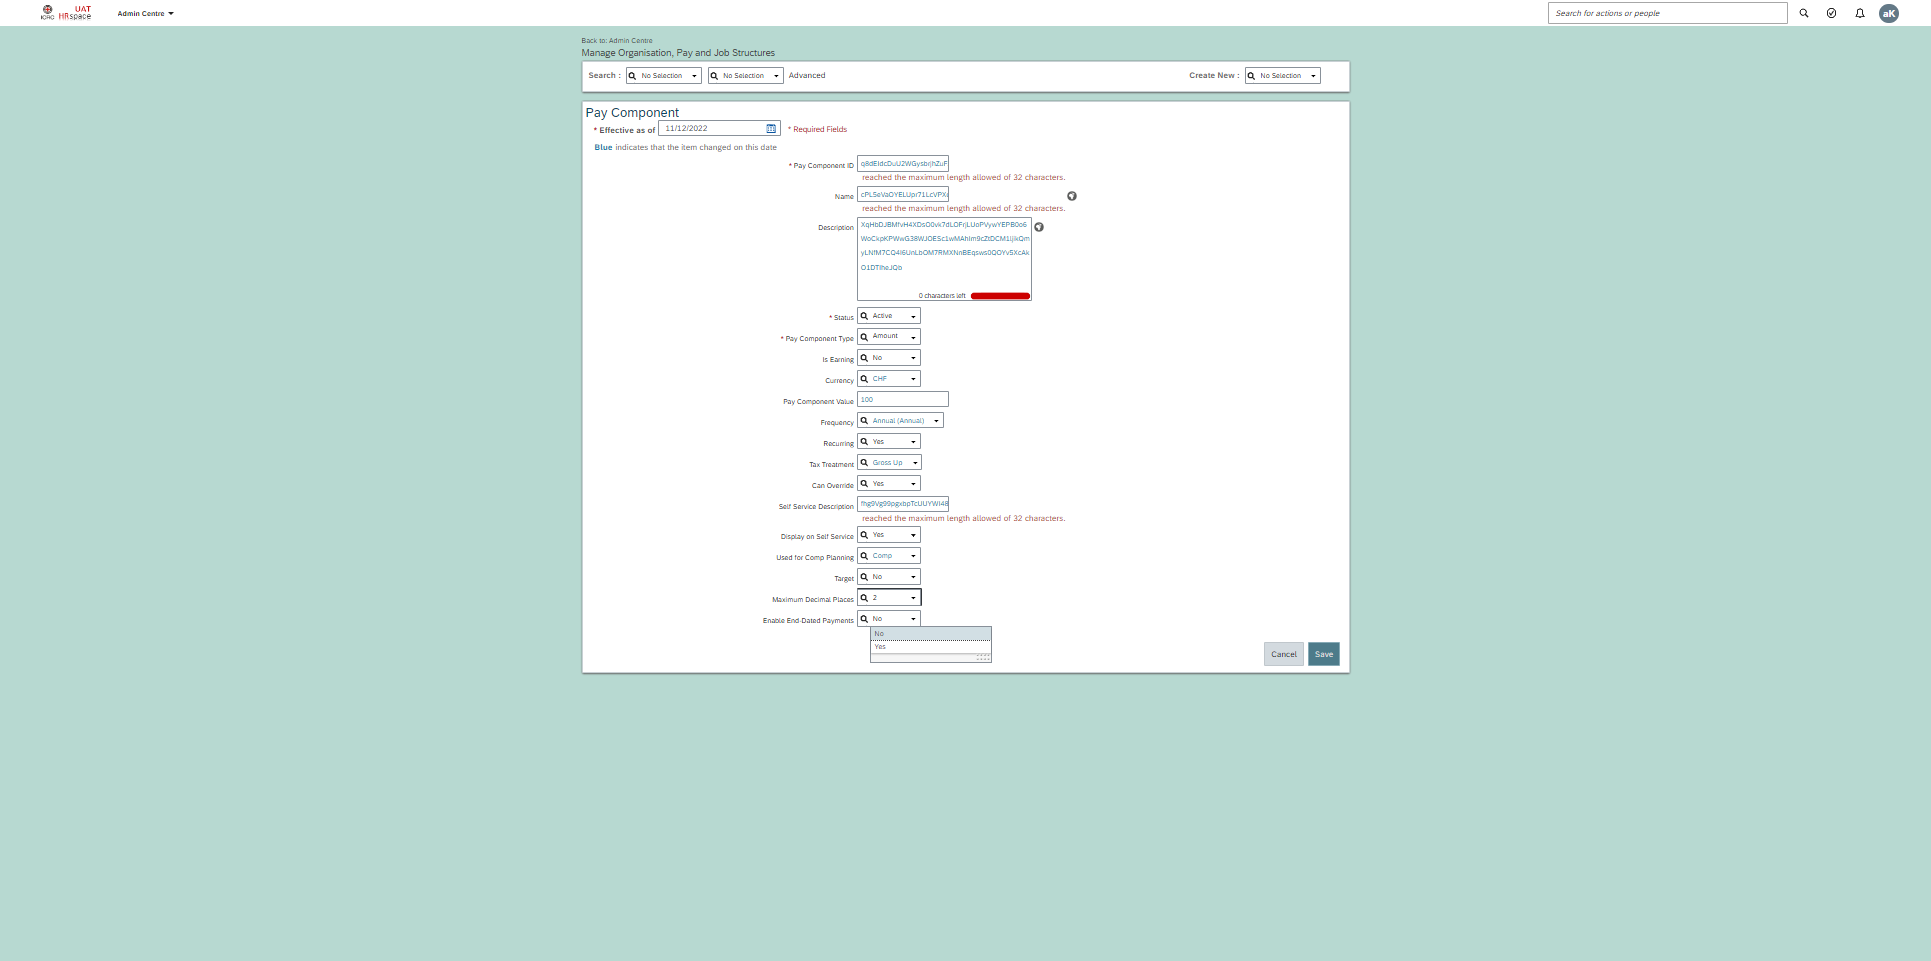 ICRC
UAT
HRspace
Admin Centre
Search for actions or people
aK
Back to: Admin Centre
Manage Organisation, Pay and Job Structures
Search : No Selection No Selection Advanced
Create New : No Selection
Pay Component
* Effective as of 11/12/2022 * Required Fields
Blue indicates that the item changed on this date
* Pay Component ID
reached the maximum length allowed of 32 characters.
Name
reached the maximum length allowed of 32 characters.
Description
0 characters left
* Status Active
* Pay Component Type Amount
Is Earning No
Currency CHF
Pay Component Value 100
Frequency Annual (Annual)
Recurring Yes
Tax Treatment Gross Up
Can Override Yes
Self Service Description
reached the maximum length allowed of 32 characters.
Display on Self Service Yes
Used for Comp Planning Comp
Target No
Maximum Decimal Places 2
Enable End-Dated Payments No
No
Yes
Cancel Save